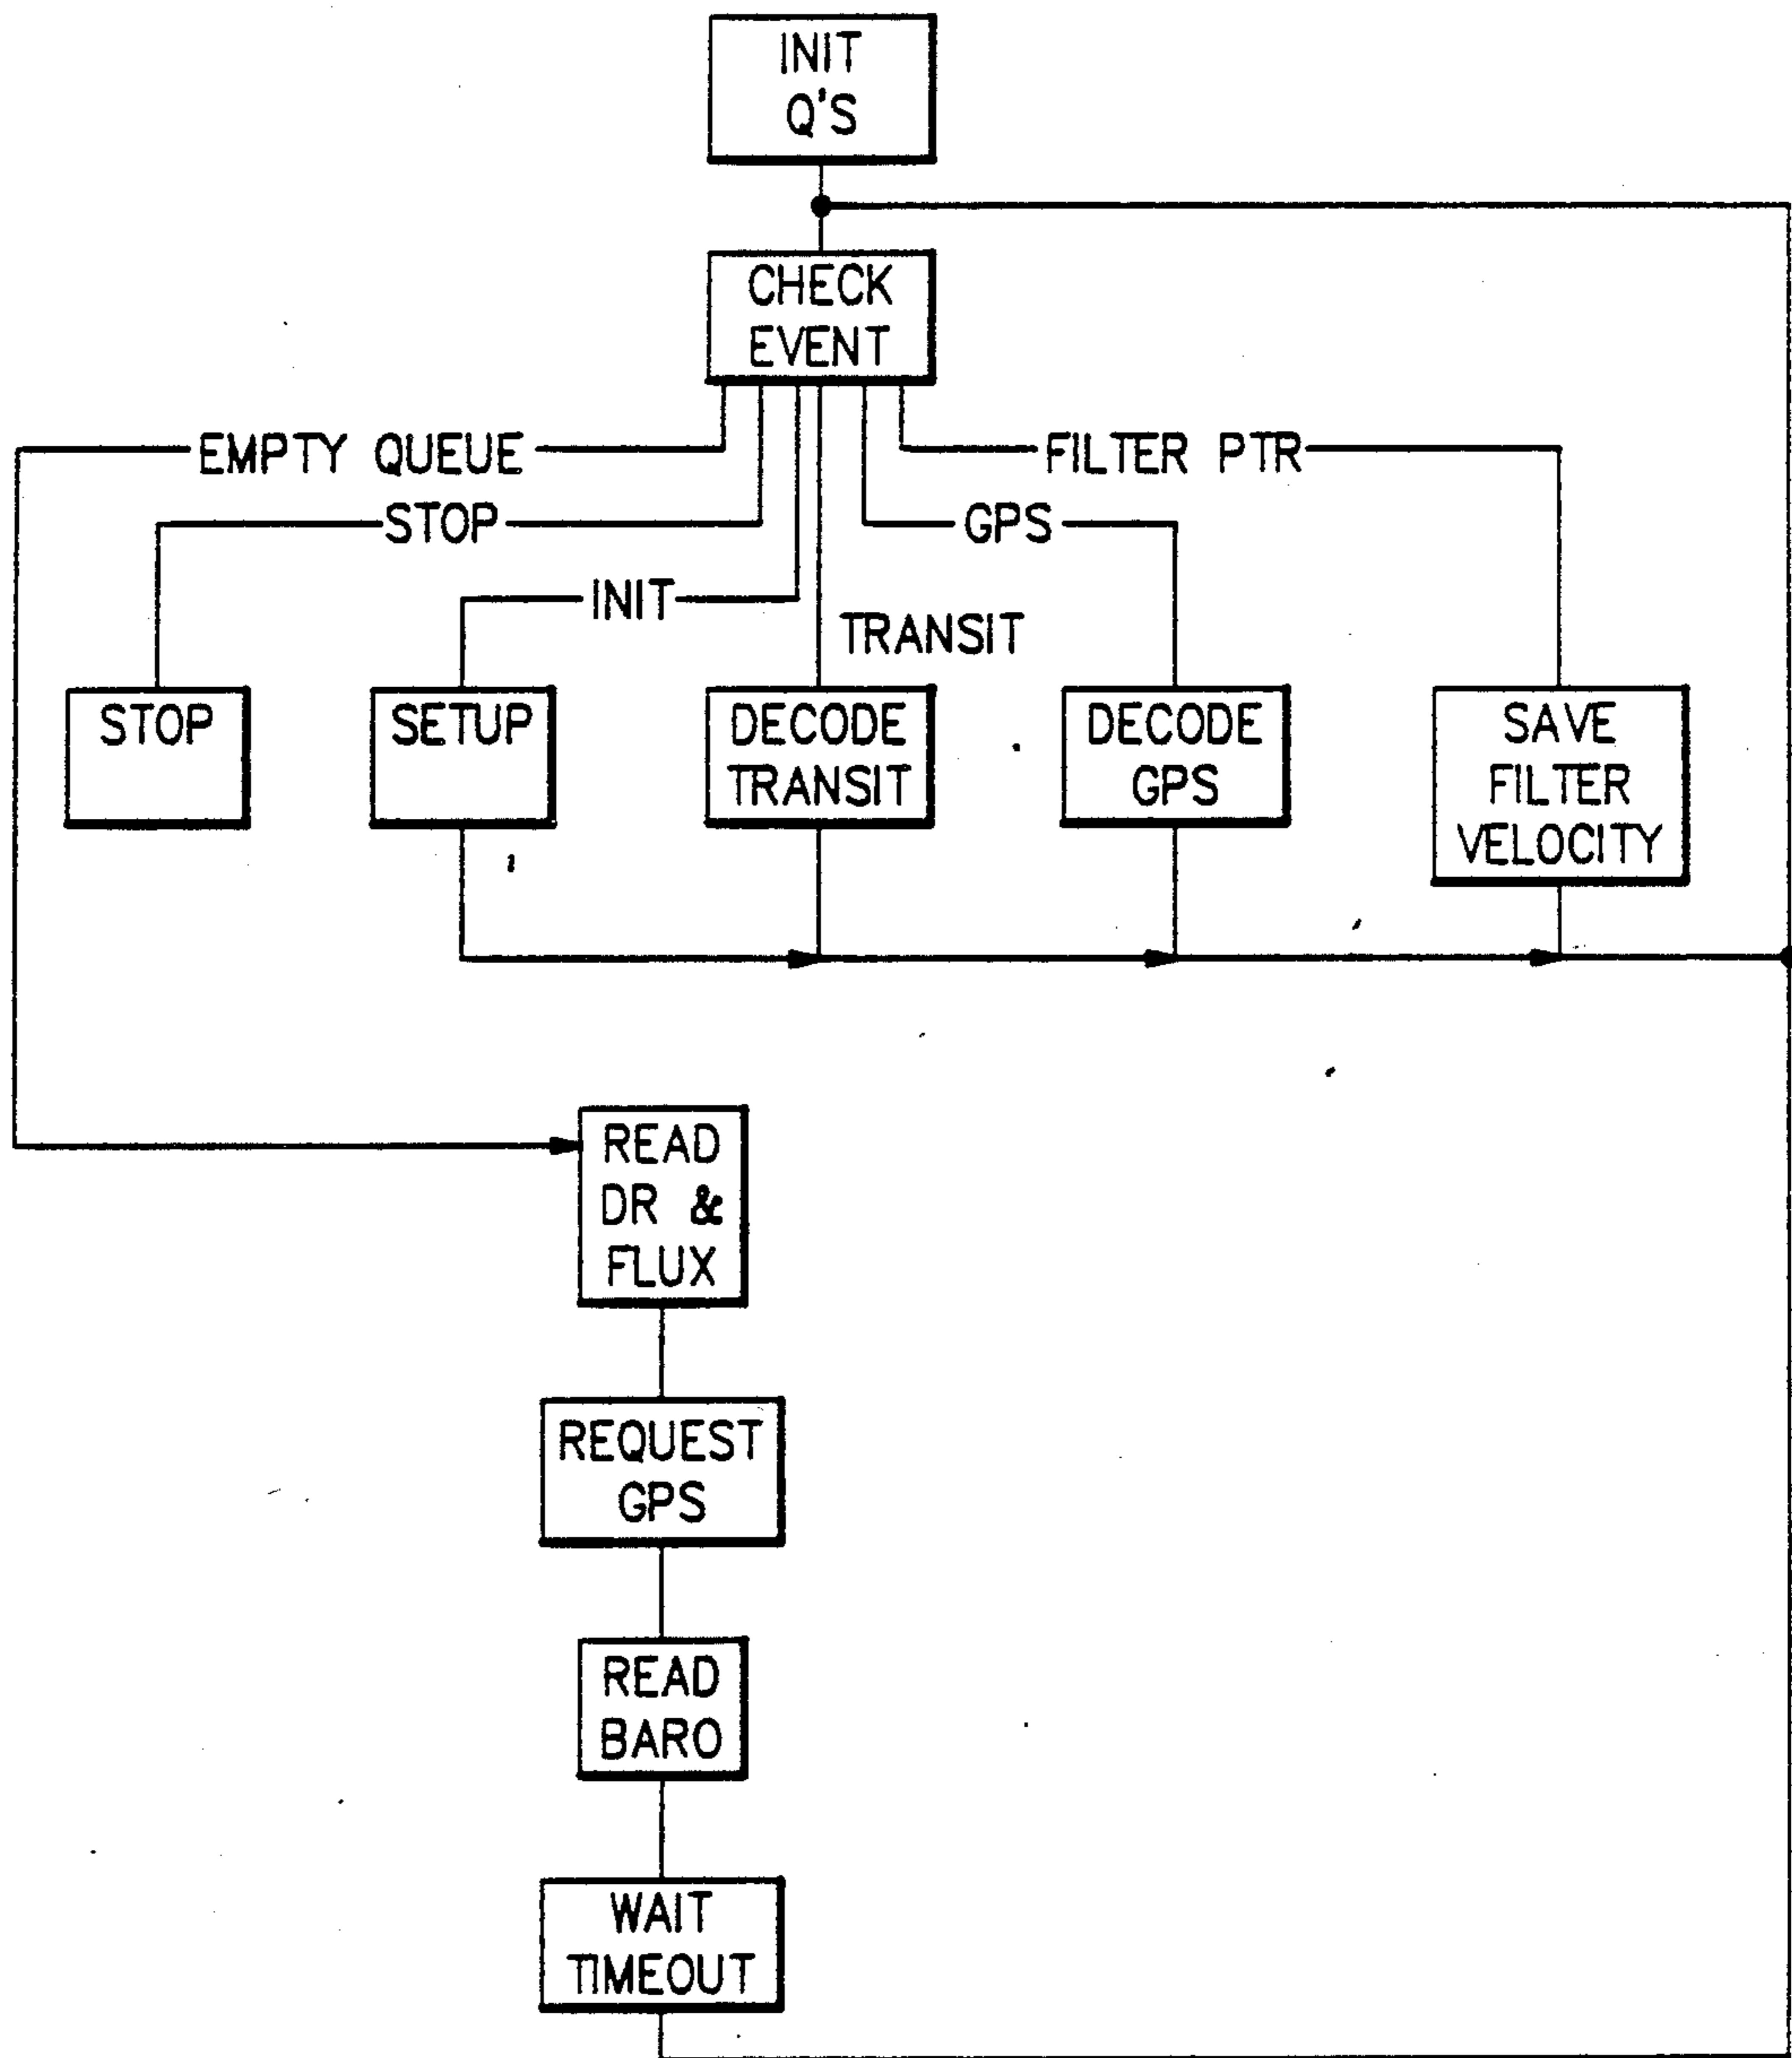 INIT
Q'S
CHECK
EVENT
EMPTY QUEUE
FILTER PTR
STOP
GPS
INIT
TRANSIT
STOP
SETUP
DECODE
TRANSIT
DECODE
GPS
SAVE
FILTER
VELOCITY
READ
DR &
FLUX
REQUEST
GPS
READ
BARO
WAIT
TIMEOUT